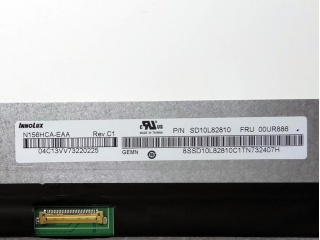 INNOLUX
N156HCA-EAA Rev.C1
P/N SD10L82810 FRU 00UR886
04C13VV73220225
GEMN 8SSD10L82810C1TN732407H